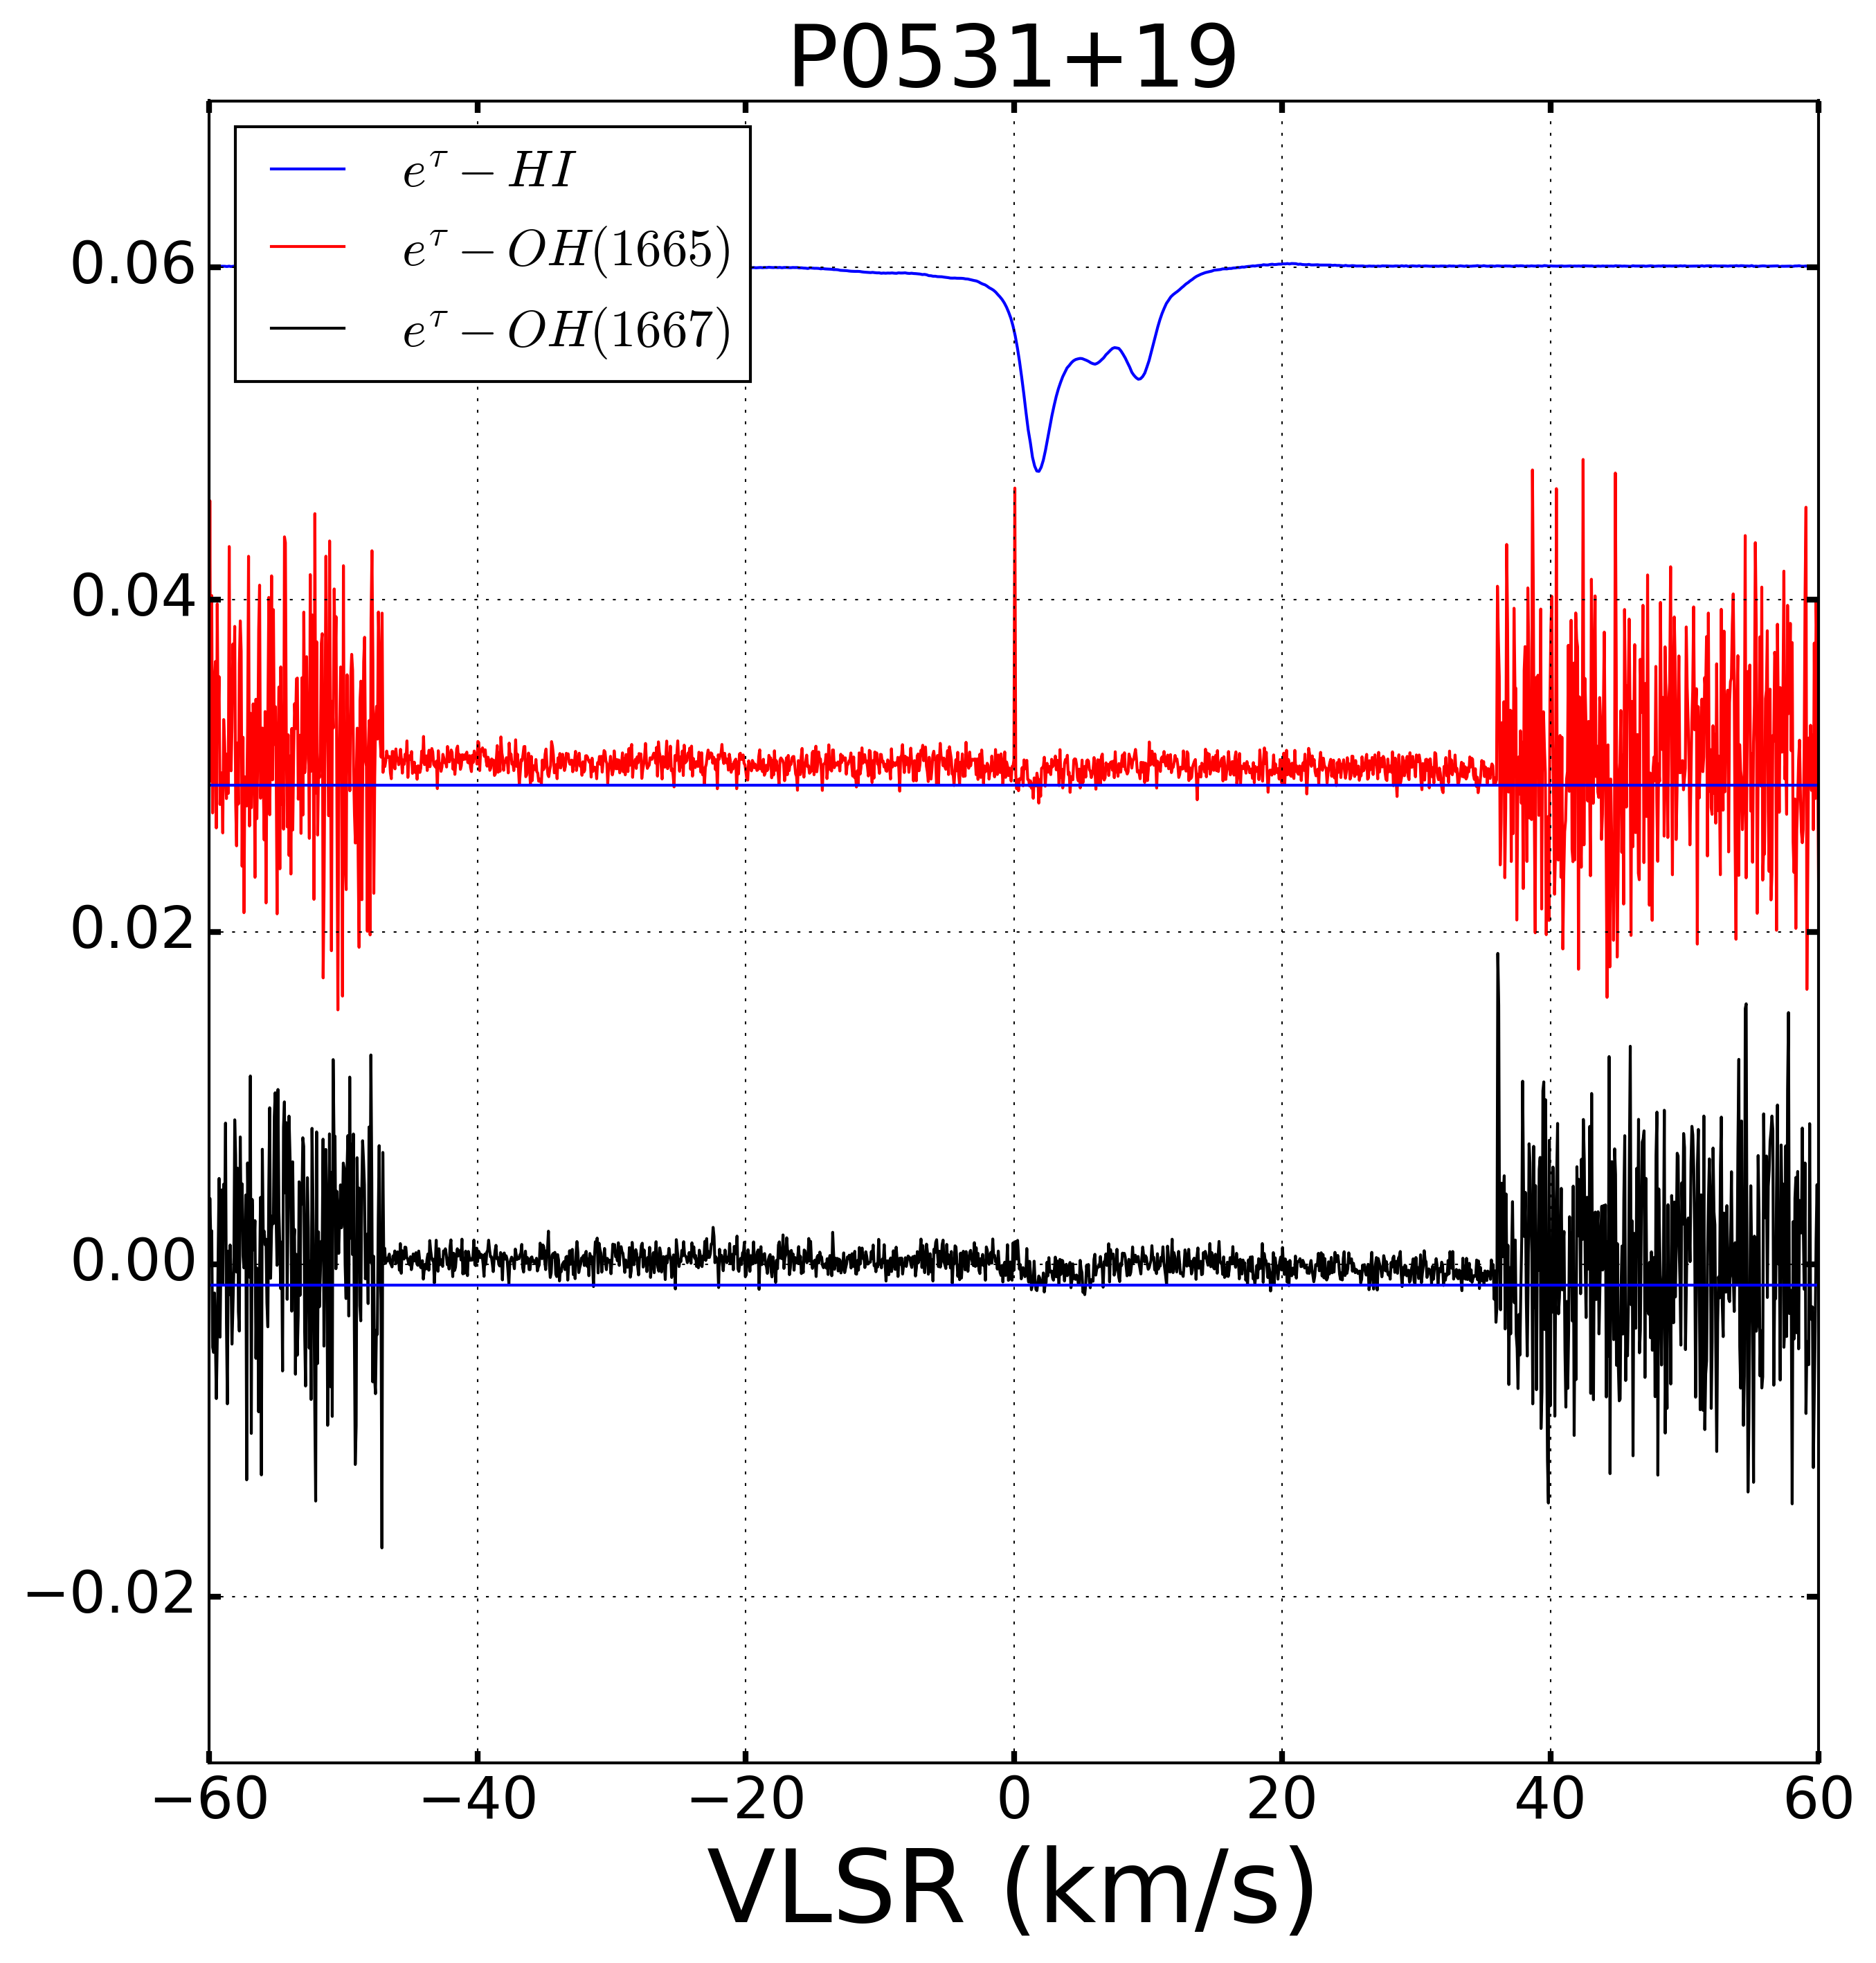 P0531+19
e^τ − HI
e^τ − OH(1665)
e^τ − OH(1667)
0.06
0.04
0.02
0.00
−0.02
−60 −40 −20 0 20 40 60
VLSR (km/s)